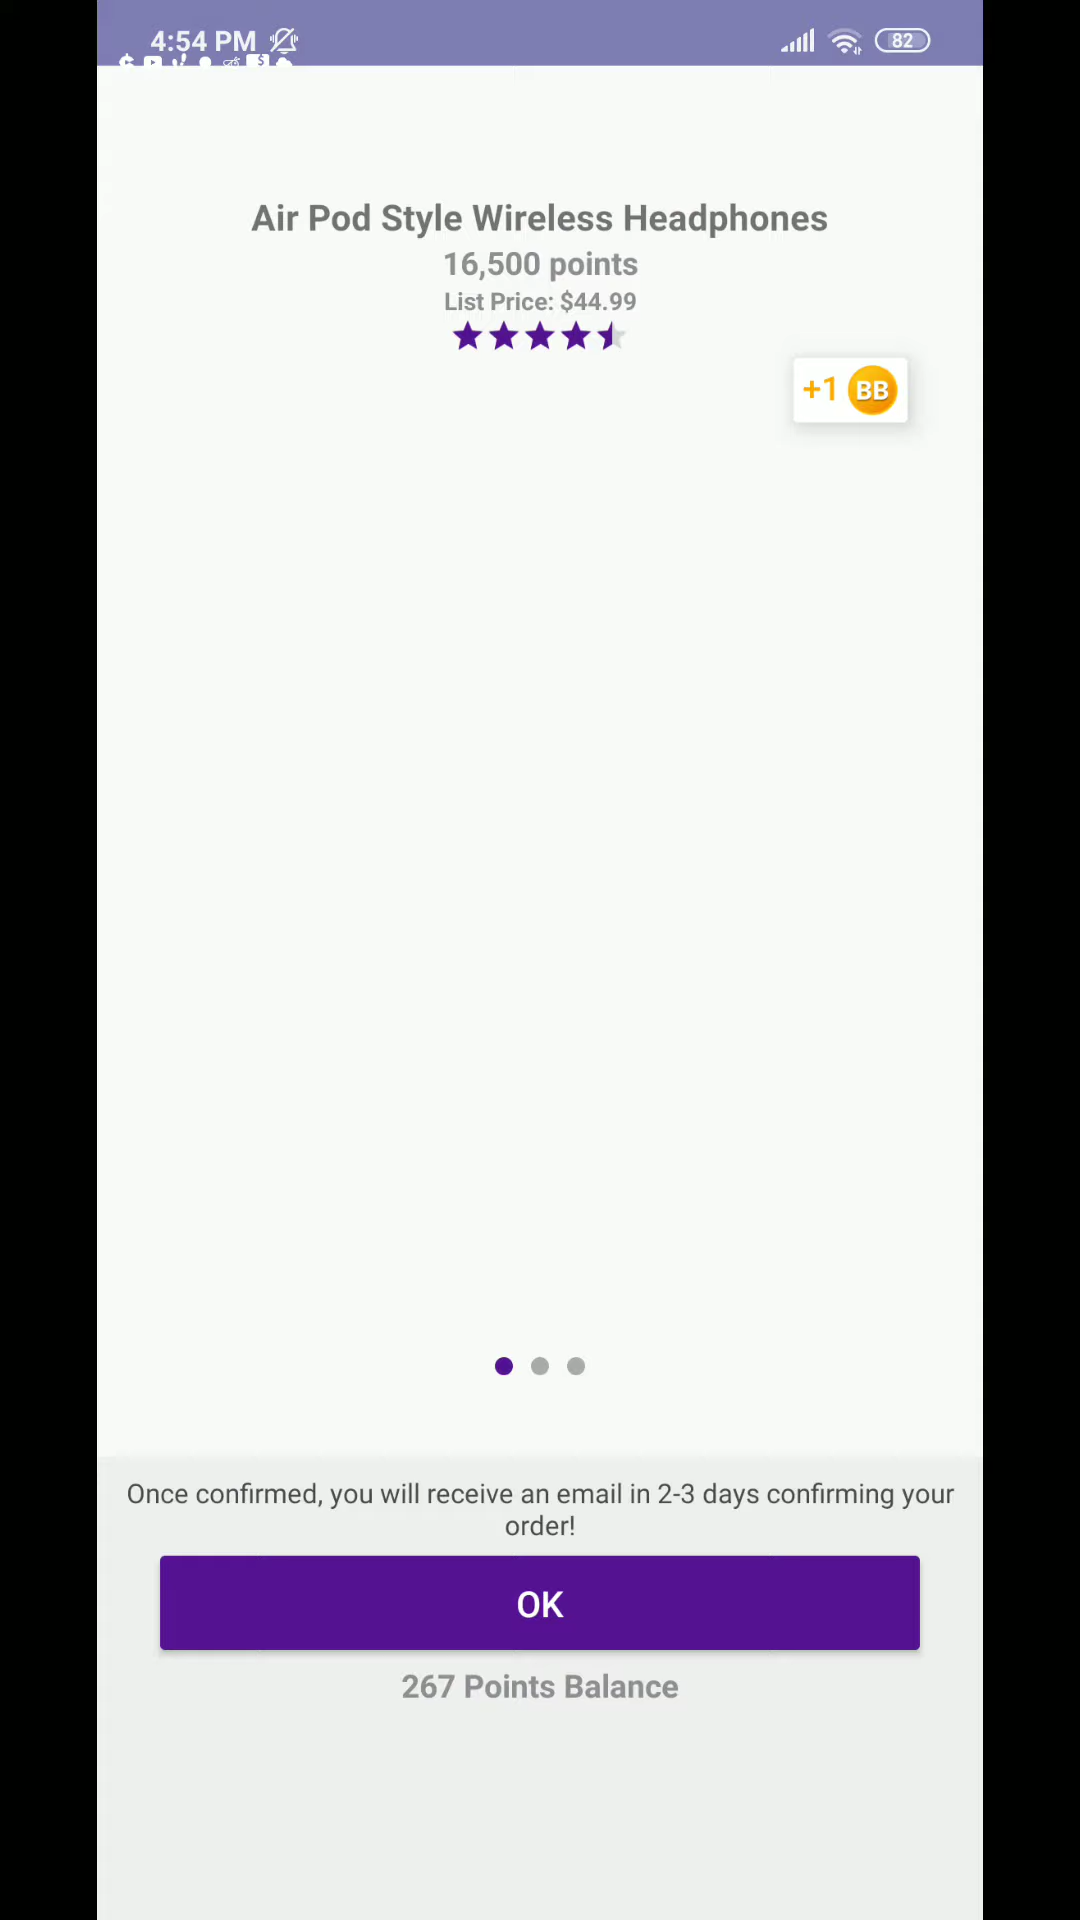 4:54 PM
82
Air Pod Style Wireless Headphones
16,500 points
List Price: $44.99
+1 BB
Once confirmed, you will receive an email in 2-3 days confirming your
order!
OK
267 Points Balance